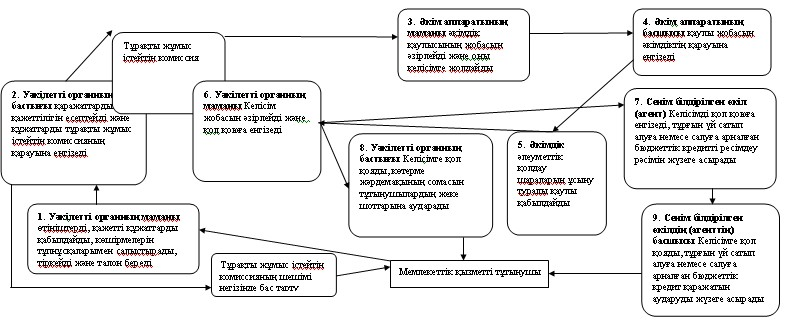 Тұрақты жұмыс
істейтін комиссия
3. Әкім аппаратының
маманы әкімдік
қаулысының жобасын
әзірлейді және оны
келісімге жолдайды
4. Әкім аппаратының
басшысы қаулы жобасын
әкімдіктің қарауына
енгізеді
2. Уәкілетті органның
бастығы қаражаттардың
қажеттілігін есептейді және
құжаттарды тұрақты жұмыс
істейтін комиссияның
қарауына енгізеді
6. Уәкілетті органның
маманы Келісім
жобасын әзірлейді және
қол қоюға енгізеді
7. Сенім білдірілген өкіл
(агент) Келісімді қол қоюға
енгізеді, тұрғын үй сатып
алуға немесе салуға арналған
бюджеттік кредитті ресімдеу
рәсімін жүзеге асырады
8. Уәкілетті органның
бастығы Келісімге қол
қояды, көтерме
жәрдемақының сомасын
тұтынушылардың жеке
шоттарына аударады
5. Әкімдік
әлеуметтік
қолдау
шараларын ұсыну
туралы қаулы
қабылдайды
1. Уәкілетті органның маманы
өтініштерді, қажетті құжаттарды
қабылдайды, көшірмелерін
түпнұсқаларымен салыстырады,
тіркейді және талон береді
9. Сенім білдірілген
өкілдің (агенттің)
басшысы Келісімге қол
қояды, тұрғын үй сатып
алуға немесе салуға
арналған бюджеттік
кредит қаражатын
аударуды жүзеге асырады
Тұрақты жұмыс істейтін
комиссияның шешімі
негізінде бас тарту
Мемлекеттік қызметті тұтынушы